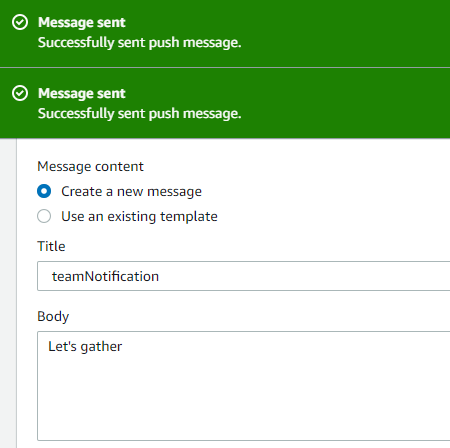 Message sent
Successfully sent push message.
Message sent
Successfully sent push message.
Message content
Create a new message
Use an existing template
Title
teamNotification
Body
Let's gather